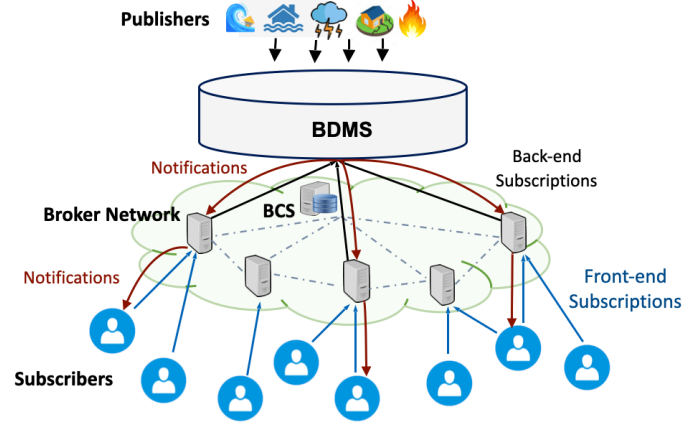 Publishers
BDMS
Notifications
Back-end
Subscriptions
Broker Network
BCS
Notifications
Front-end
Subscriptions
Subscribers